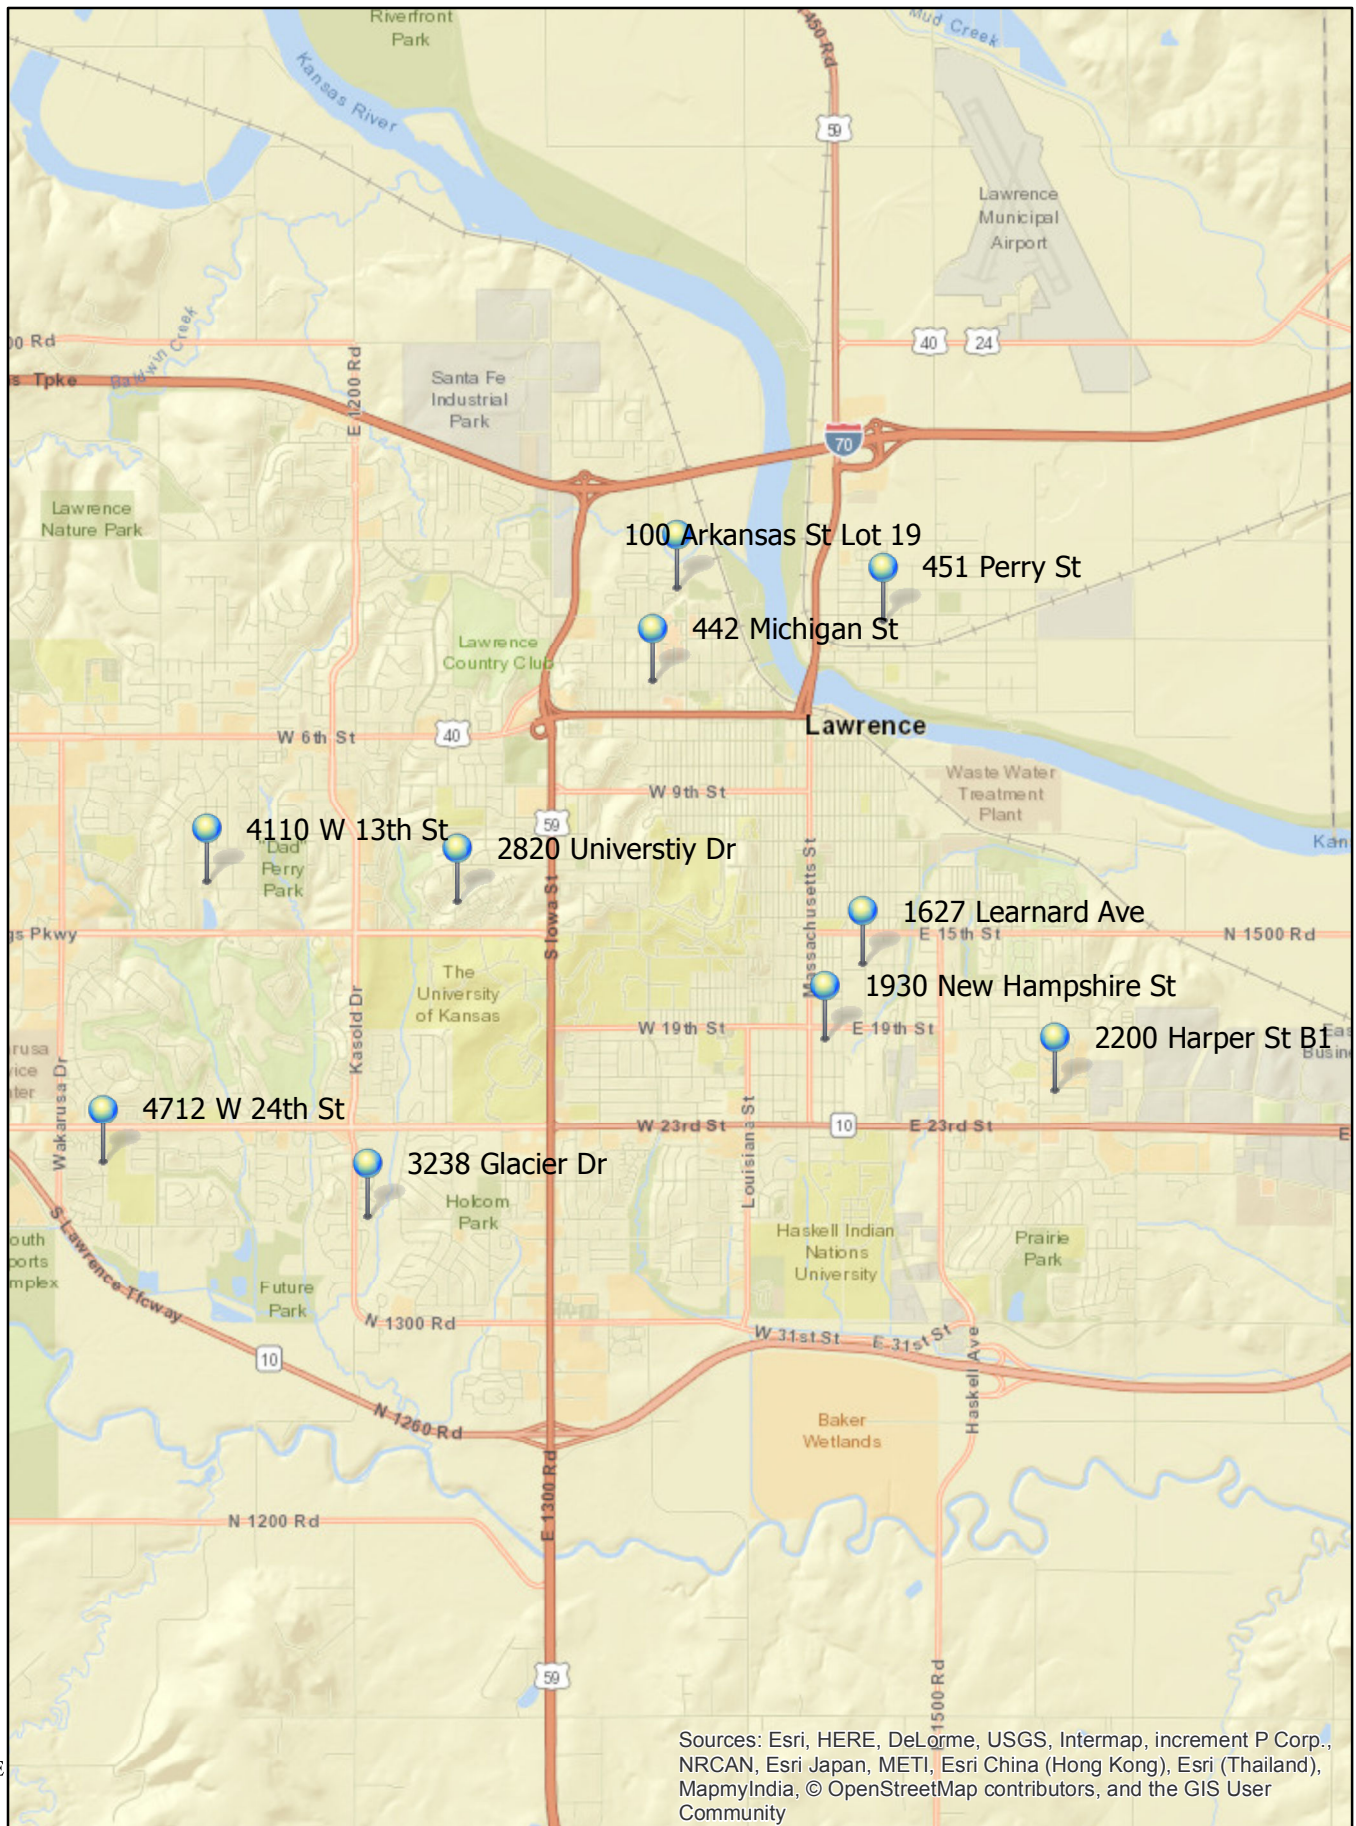 Riverfront
Park
Mud Creek
Kansas River
59
Lawrence
Municipal
Airport
40
24
Baldwin Creek
E 1200 Rd
Santa Fe
Industrial
Park
70
Lawrence
Nature Park
100 Arkansas St Lot 19
451 Perry St
442 Michigan St
Lawrence
Country Club
Lawrence
W 6th St
40
W 9th St
Waste Water
Treatment
Plant
59
4110 W 13th St
2820 Universtiy Dr
"Dad"
Perry
Park
Massachusetts St
S Iowa St
1627 Learnard Ave
gs Pkwy
E 15th St
N 1500 Rd
The
University
of Kansas
1930 New Hampshire St
Kasold Dr
W 19th St
E 19th St
2200 Harper St B1
Wakarusa Dr
4712 W 24th St
W 23rd St
10
E 23rd St
Louisiana St
3238 Glacier Dr
Holcom
Park
Haskell Indian
Nations
University
Prairie
Park
S Lawrence Tfcway
Future
Park
N 1300 Rd
W 31st St
E 31st St
10
Haskell Ave
N 1260 Rd
Baker
Wetlands
E 1300 Rd
N 1200 Rd
59
1500 Rd
Sources: Esri, HERE, DeLorme, USGS, Intermap, increment P Corp.,
NRCAN, Esri Japan, METI, Esri China (Hong Kong), Esri (Thailand),
MapmyIndia, © OpenStreetMap contributors, and the GIS User
Community